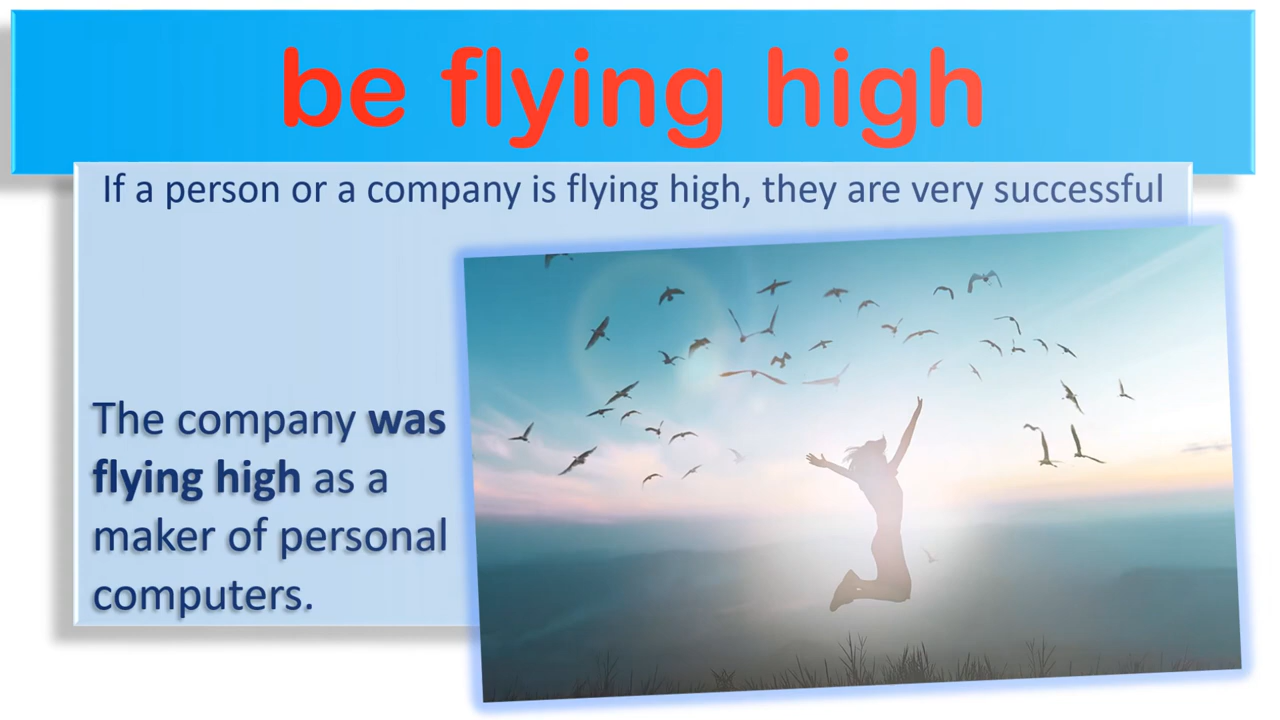 be flying high
If a person or a company is flying high, they are very successful
The company was
flying high as a
maker of personal
computers.